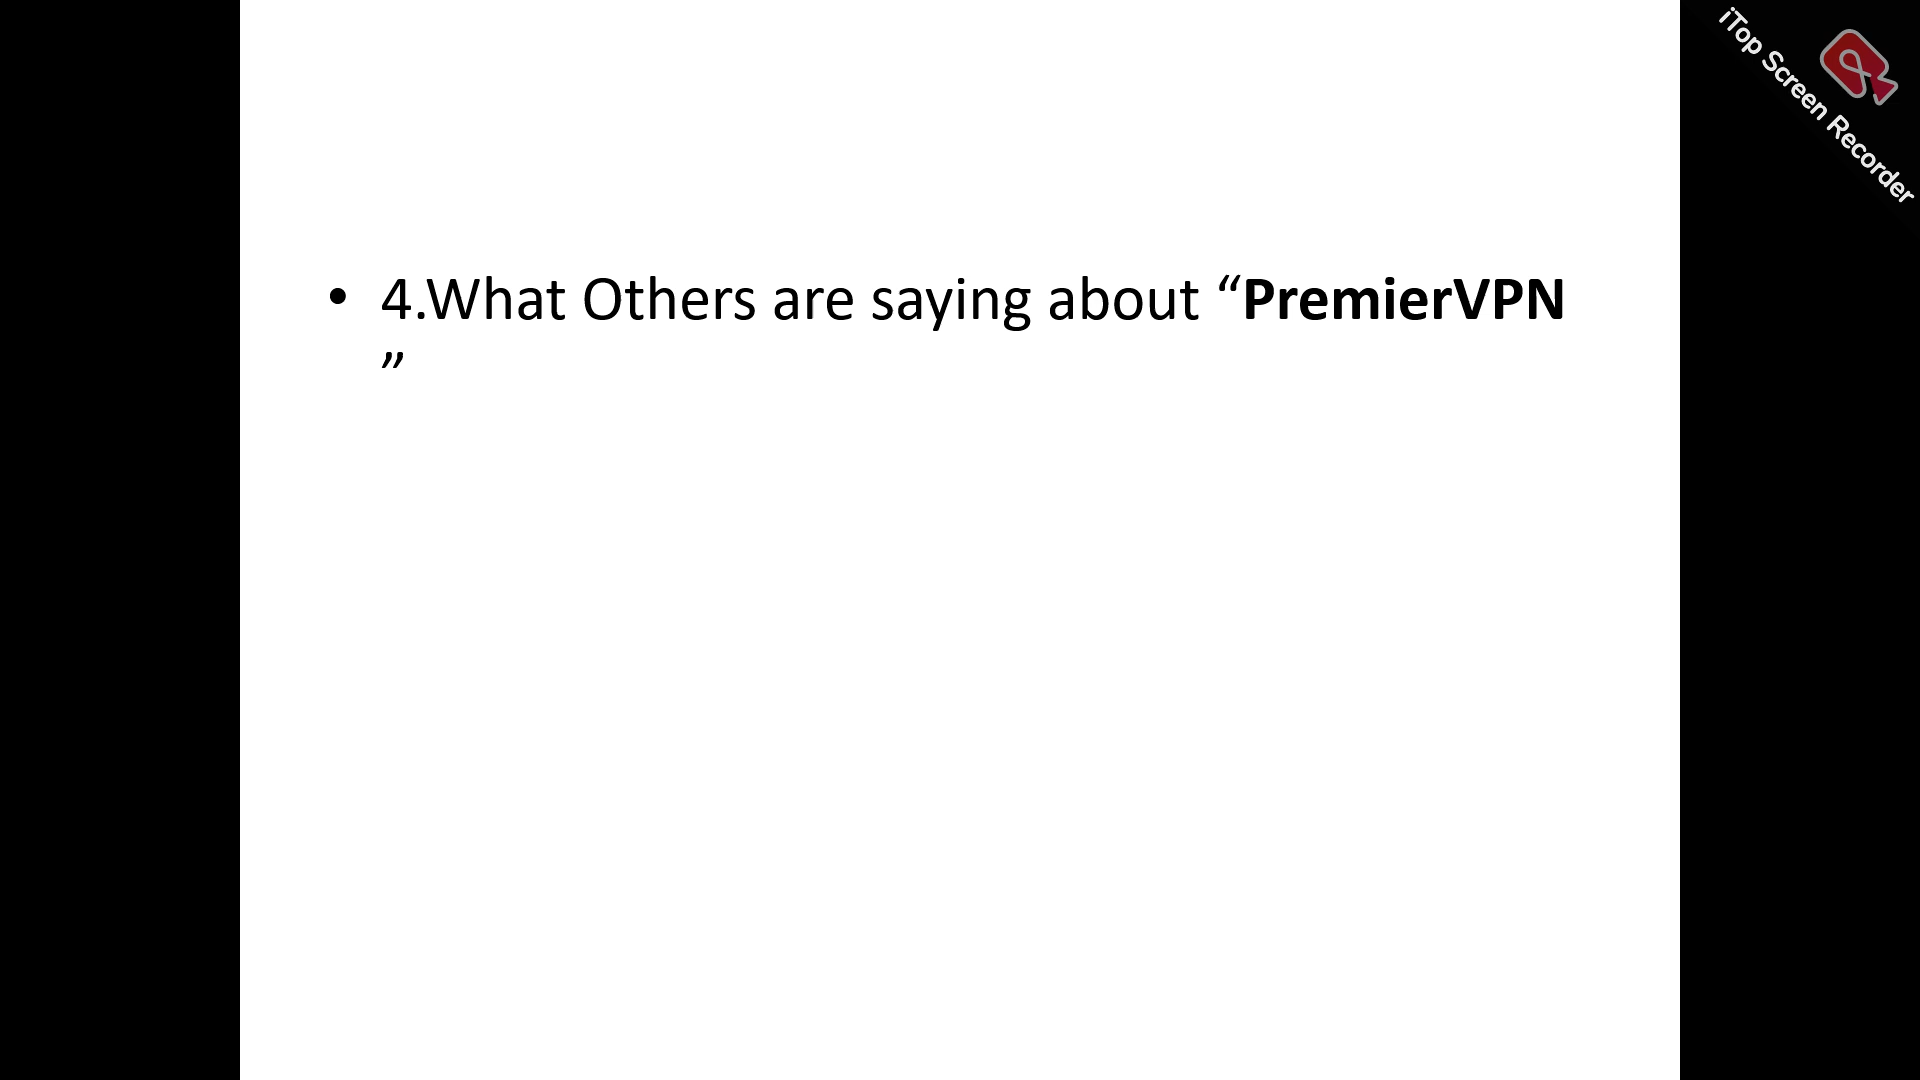 • 4.What Others are saying about “PremierVPN
”
iTop Screen Recorder